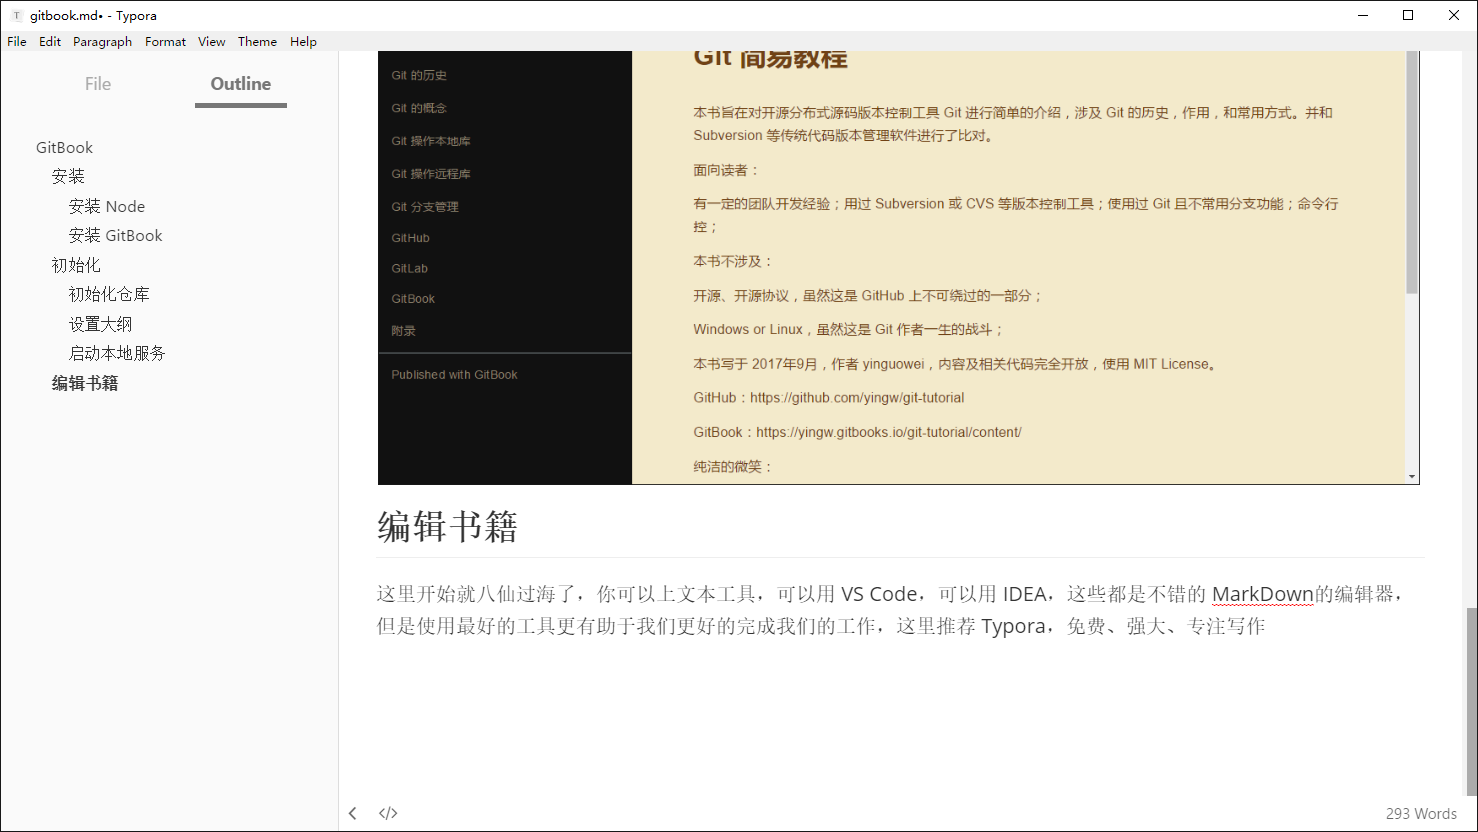 gitbook.md• - Typora
File Edit Paragraph Format View Theme Help
File Outline
GitBook
安装
安装 Node
安装 GitBook
初始化
初始化仓库
设置大纲
启动本地服务
编辑书籍
Git 的历史
Git 的概念
Git 操作本地库
Git 操作远程库
Git 分支管理
GitHub
GitLab
GitBook
附录
Published with GitBook
Git 简易教程
本书旨在对开源分布式源码版本控制工具 Git 进行简单的介绍，涉及 Git 的历史，作用，和常用方式。并和
Subversion 等传统代码版本管理软件进行了比对。
面向读者：
有一定的团队开发经验；用过 Subversion 或 CVS 等版本控制工具；使用过 Git 且不常用分支功能；命令行
控；
本书不涉及：
开源、开源协议，虽然这是 GitHub 上不可绕过的一部分；
Windows or Linux，虽然这是 Git 作者一生的战斗；
本书写于 2017年9月，作者 yinguowei，内容及相关代码完全开放，使用 MIT License。
GitHub：https://github.com/yingw/git-tutorial
GitBook：https://yingw.gitbooks.io/git-tutorial/content/
纯洁的微笑：
编辑书籍
这里开始就八仙过海了，你可以上文本工具，可以用 VS Code，可以用 IDEA，这些都是不错的 MarkDown的编辑器，
但是使用最好的工具更有助于我们更好的完成我们的工作，这里推荐 Typora，免费、强大、专注写作
293 Words